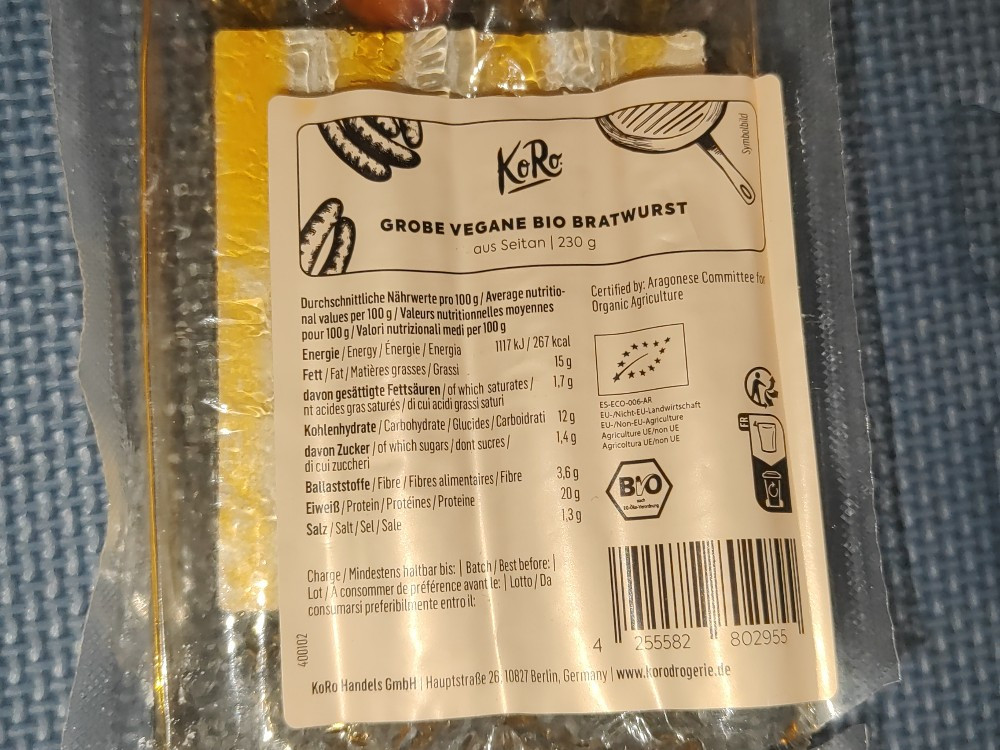 KoRo
Symbolbild
GROBE VEGANE BIO BRATWURST
aus Seitan | 230 g
Durchschnittliche Nährwerte pro 100 g / Average nutritio-
nal values per 100 g / Valeurs nutritionnelles moyennes
pour 100 g / Valori nutrizionali medi per 100 g
Energie / Energy / Énergie / Energia 1117 kJ / 267 kcal
Fett / Fat / Matières grasses / Grassi 15 g
davon gesättigte Fettsäuren / of which saturates / 1,7 g
nt acides gras saturés / di cui acidi grassi saturi
Kohlenhydrate / Carbohydrate / Glucides / Carboidrati 12 g
davon Zucker / of which sugars / dont sucres / 1,4 g
di cui zuccheri
Ballaststoffe / Fibre / Fibres alimentaires / Fibre 3,6 g
Eiweiß / Protein / Protéines / Proteine 20 g
Salz / Salt / Sel / Sale 1,3 g
Certified by: Aragonese Committee for
Organic Agriculture
ES-ECO-006-AR
EU-/Nicht-EU-Landwirtschaft
EU-/Non-EU-Agriculture
Agriculture UE/non UE
Agricoltura UE/non UE
FR
BIO
nach
EG-Öko-Verordnung
Charge / Mindestens haltbar bis: | Batch / Best before: |
Lot / À consommer de préférence avant le: | Lotto / Da
consumarsi preferibilmente entro il:
4 255582 802955
400102
KoRo Handels GmbH | Hauptstraße 26, 10827 Berlin, Germany | www.korodrogerie.de